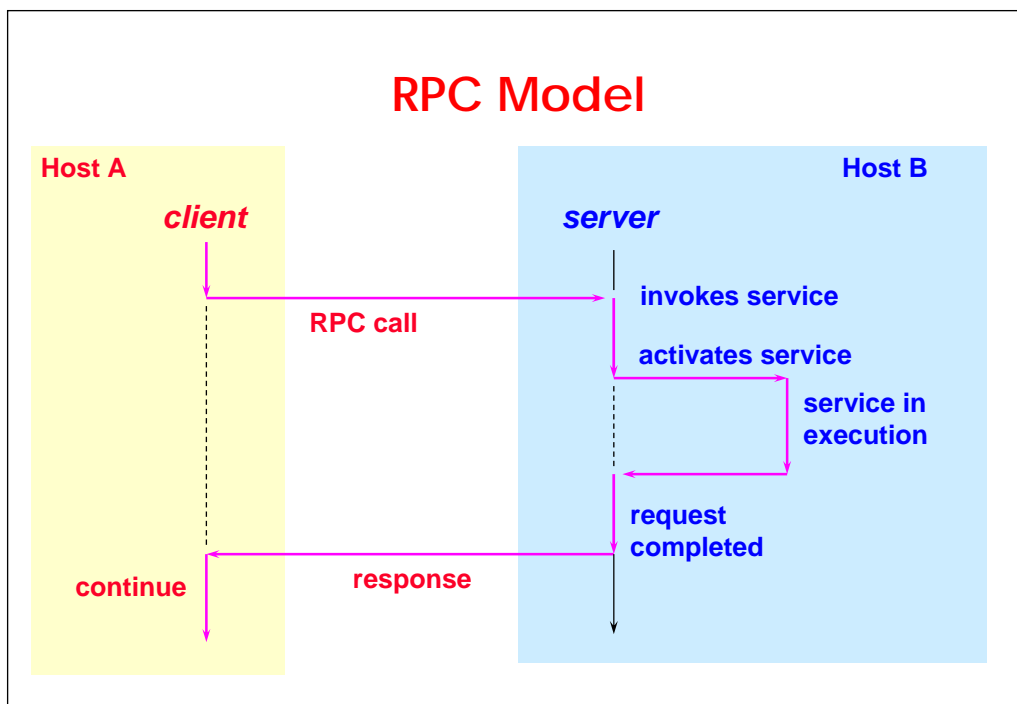 RPC Model
Host A
Host B
client
server
invokes service
RPC call
activates service
service in
execution
request
completed
response
continue